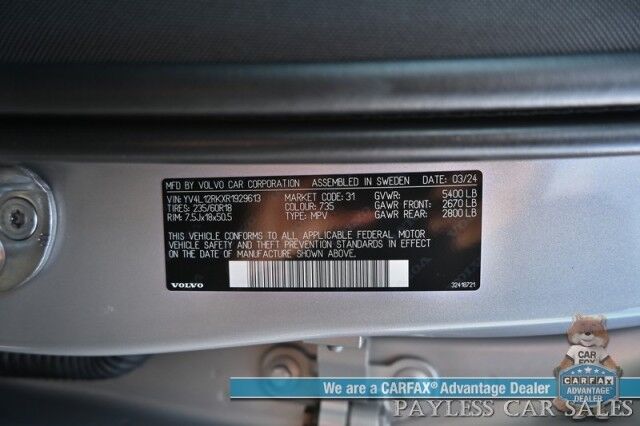 MFD BY VOLVO CAR CORPORATION ASSEMBLED IN SWEDEN DATE: 03/24
VIN: YV4L12RKXR1929613 MARKET CODE: 31 GVWR: 5400 LB
TIRES: 235/60R18 COLOUR: 735 GAWR FRONT: 2670 LB
RIM: 7.5Jx18x50.5 TYPE: MPV GAWR REAR: 2800 LB
THIS VEHICLE CONFORMS TO ALL APPLICABLE FEDERAL MOTOR
VEHICLE SAFETY AND THEFT PREVENTION STANDARDS IN EFFECT
ON THE DATE OF MANUFACTURE SHOWN ABOVE.
VOLVO 32418721
We are a CARFAX® Advantage Dealer
CAR FOX
CARFAX
ADVANTAGE
DEALER
PAYLESS CAR SALES